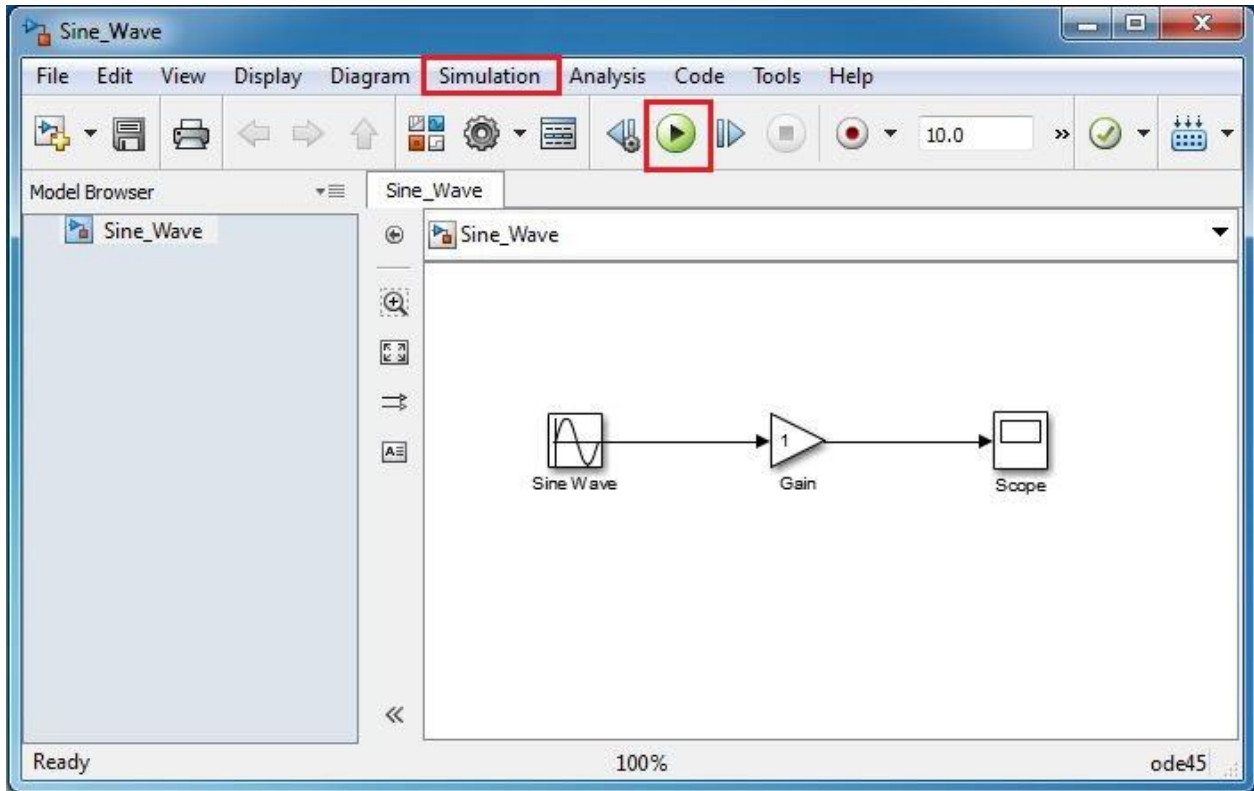 Sine_Wave
File Edit View Display Diagram Simulation Analysis Code Tools Help
10.0 »
Model Browser
Sine_Wave
Sine_Wave
Sine_Wave
A
1
Sine Wave
Gain
Scope
Ready
100%
ode45